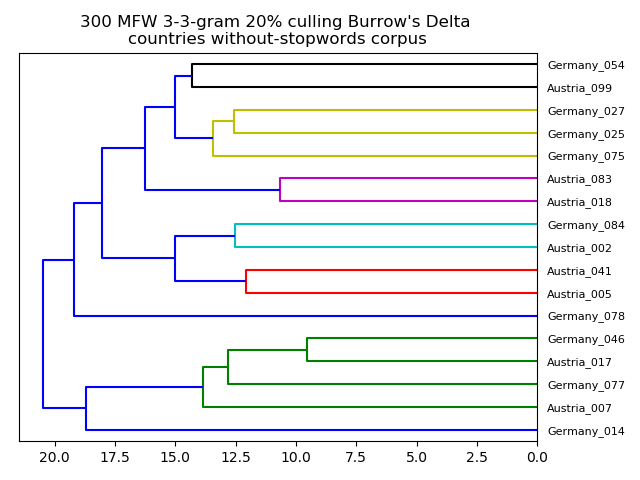 300 MFW 3-3-gram 20% culling Burrow's Delta
countries without-stopwords corpus
Germany_054
Austria_099
Germany_027
Germany_025
Germany_075
Austria_083
Austria_018
Germany_084
Austria_002
Austria_041
Austria_005
Germany_078
Germany_046
Austria_017
Germany_077
Austria_007
Germany_014
20.0 17.5 15.0 12.5 10.0 7.5 5.0 2.5 0.0